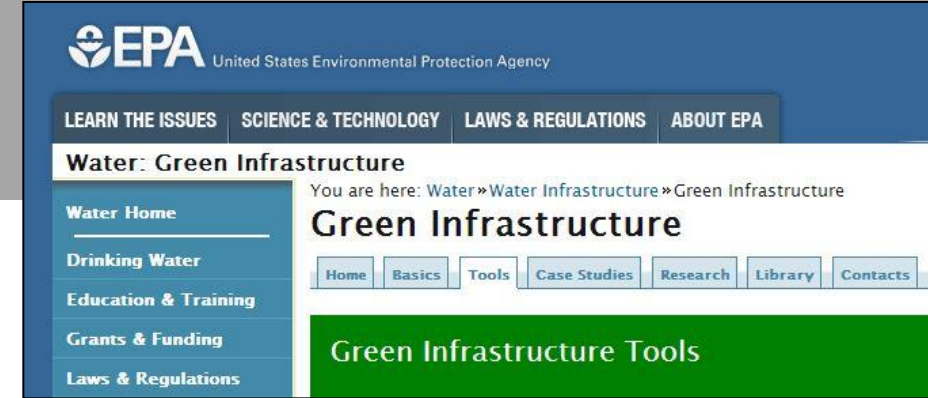 EPA United States Environmental Protection Agency
LEARN THE ISSUES SCIENCE & TECHNOLOGY LAWS & REGULATIONS ABOUT EPA
Water: Green Infrastructure
You are here: Water»Water Infrastructure»Green Infrastructure
Green Infrastructure
Home Basics Tools Case Studies Research Library Contacts
Green Infrastructure Tools
Water Home
Drinking Water
Education & Training
Grants & Funding
Laws & Regulations